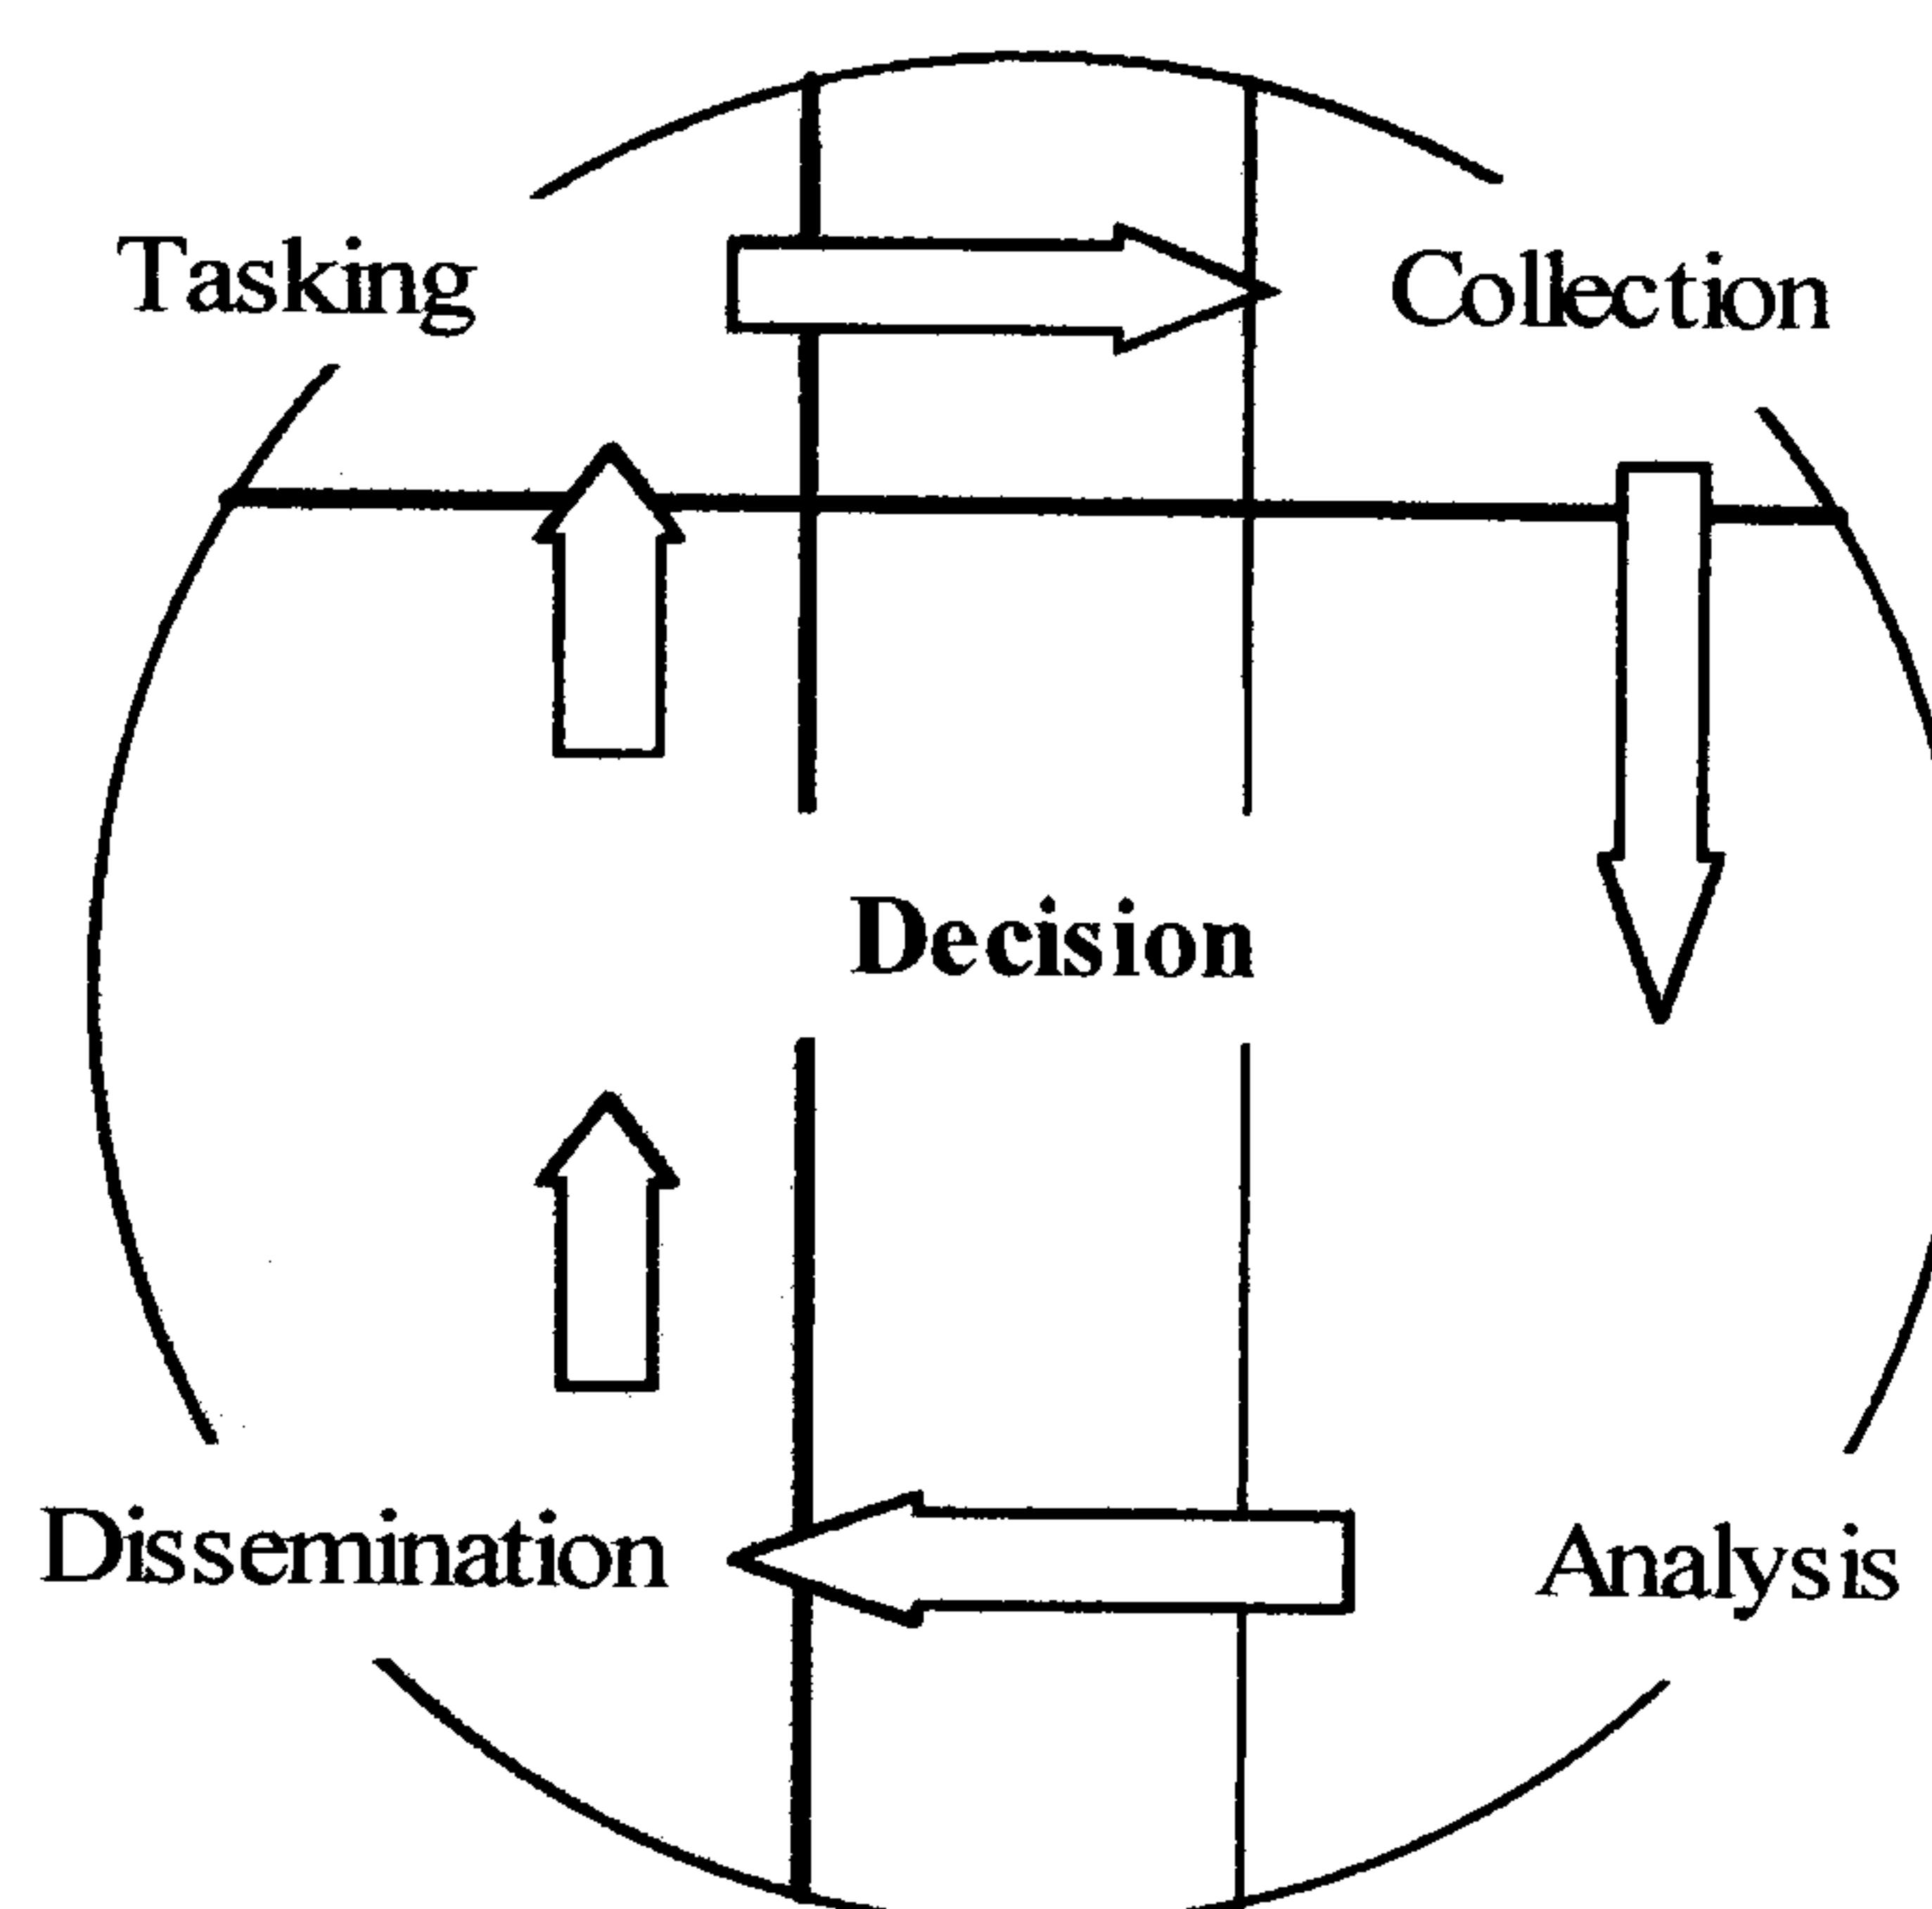 Tasking
Collection
Decision
Dissemination
Analysis